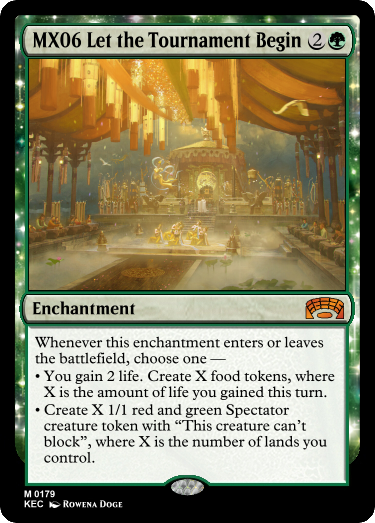 MX06 Let the Tournament Begin 2
Enchantment
Whenever this enchantment enters or leaves
the battlefield, choose one —
• You gain 2 life. Create X food tokens, where
X is the amount of life you gained this turn.
• Create X 1/1 red and green Spectator
creature token with “This creature can’t
block”, where X is the number of lands you
control.
M 0179
KEC ROWENA DOGE